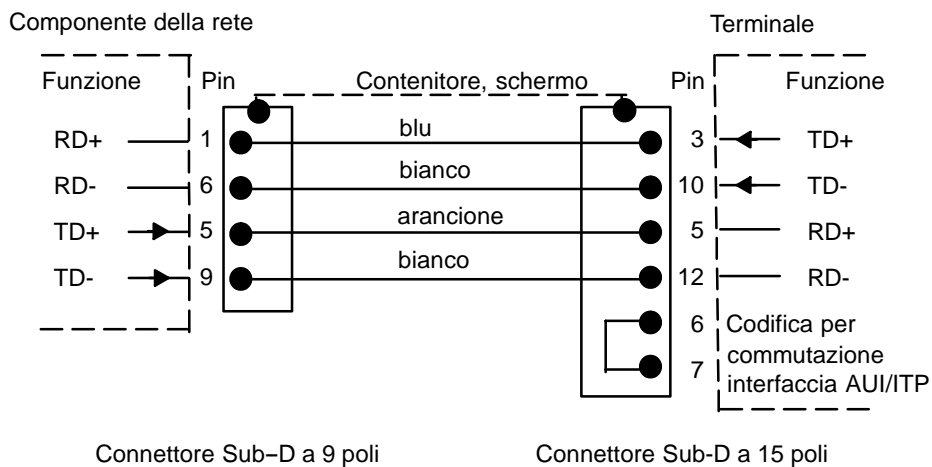 Componente della rete Terminale
Funzione Pin Contenitore, schermo Pin Funzione
RD+ 1 blu 3 TD+
RD- 6 bianco 10 TD-
TD+ 5 arancione 5 RD+
TD- 9 bianco 12 RD-
6 Codifica per
commutazione
7 interfaccia AUI/ITP
Connettore Sub-D a 9 poli Connettore Sub-D a 15 poli